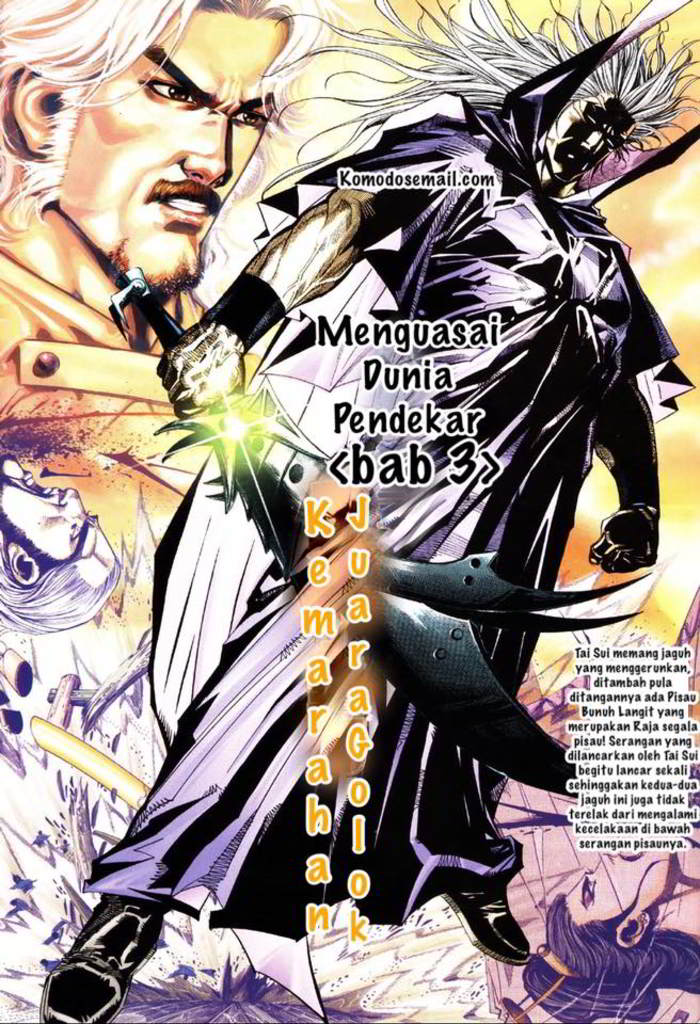 Komodosemail.com
Menguasai
Dunia
Pendekar
<bab 3>
Kemarahan
JuaraGolok
Tai Sui memang jaguh
yang menggerunkan,
ditambah pula
ditangannya ada Pisau
Bunuh Langit yang
merupakan Raja segala
pisau! Serangan yang
dilancarkan oleh Tai Sui
begitu lancar sekali
sehinggakan kedua-dua
jaguh ini juga tidak
terelak dari mengalami
kecelakaan di bawah
serangan pisaunya.